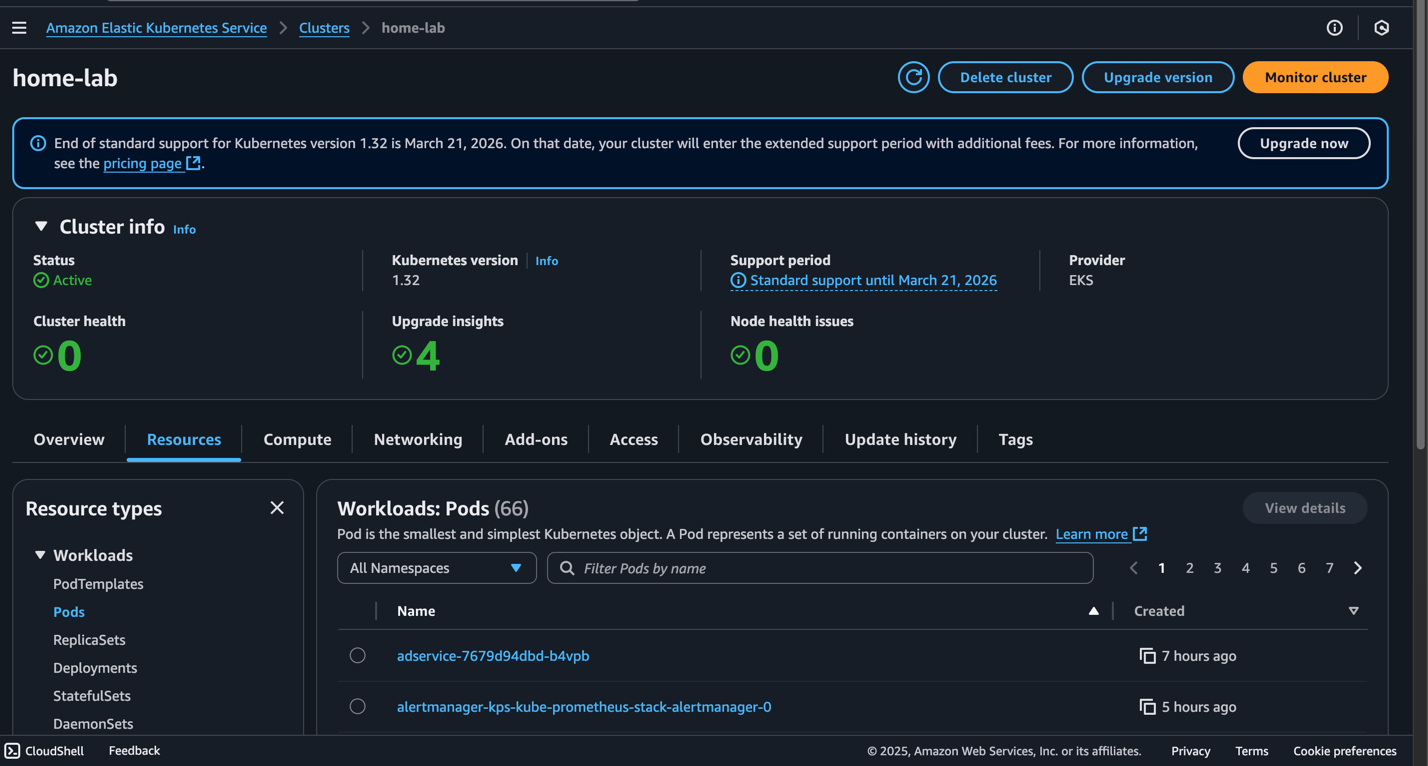 Amazon Elastic Kubernetes Service > Clusters > home-lab
home-lab
Delete cluster
Upgrade version
Monitor cluster
End of standard support for Kubernetes version 1.32 is March 21, 2026. On that date, your cluster will enter the extended support period with additional fees. For more information,
see the pricing page.
Upgrade now
Cluster info Info
Status
Active
Kubernetes version Info
1.32
Support period
Standard support until March 21, 2026
Provider
EKS
Cluster health
0
Upgrade insights
4
Node health issues
0
Overview Resources Compute Networking Add-ons Access Observability Update history Tags
Resource types
Workloads
PodTemplates
Pods
ReplicaSets
Deployments
StatefulSets
DaemonSets
Workloads: Pods (66)
View details
Pod is the smallest and simplest Kubernetes object. A Pod represents a set of running containers on your cluster. Learn more
All Namespaces
Filter Pods by name
1 2 3 4 5 6 7
Name Created
adservice-7679d94dbd-b4vpb 7 hours ago
alertmanager-kps-kube-prometheus-stack-alertmanager-0 5 hours ago
CloudShell Feedback © 2025, Amazon Web Services, Inc. or its affiliates. Privacy Terms Cookie preferences